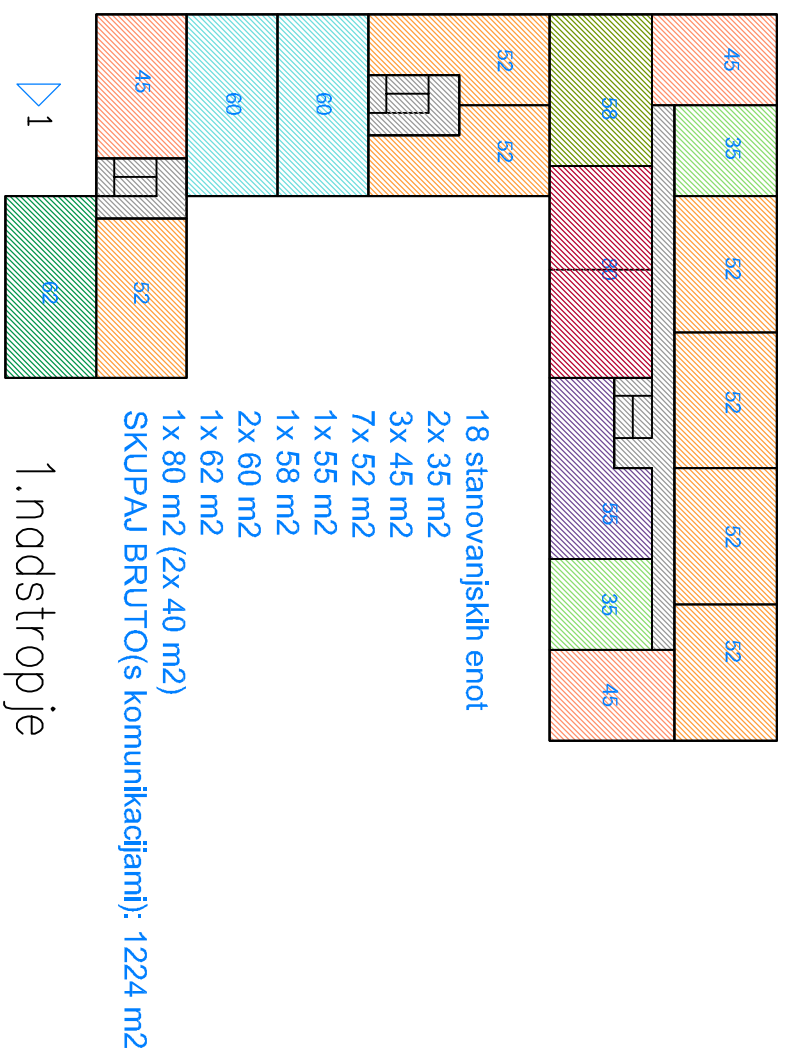 45 35 52 52 52 52
58 80 55 35 45
52 52
60
60
45 52
62
18 stanovanjskih enot
2x 35 m2
3x 45 m2
7x 52 m2
1x 55 m2
1x 58 m2
2x 60 m2
1x 62 m2
1x 80 m2 (2x 40 m2)
SKUPAJ BRUTO(s komunikacijami): 1224 m2
1
1.nadstropje